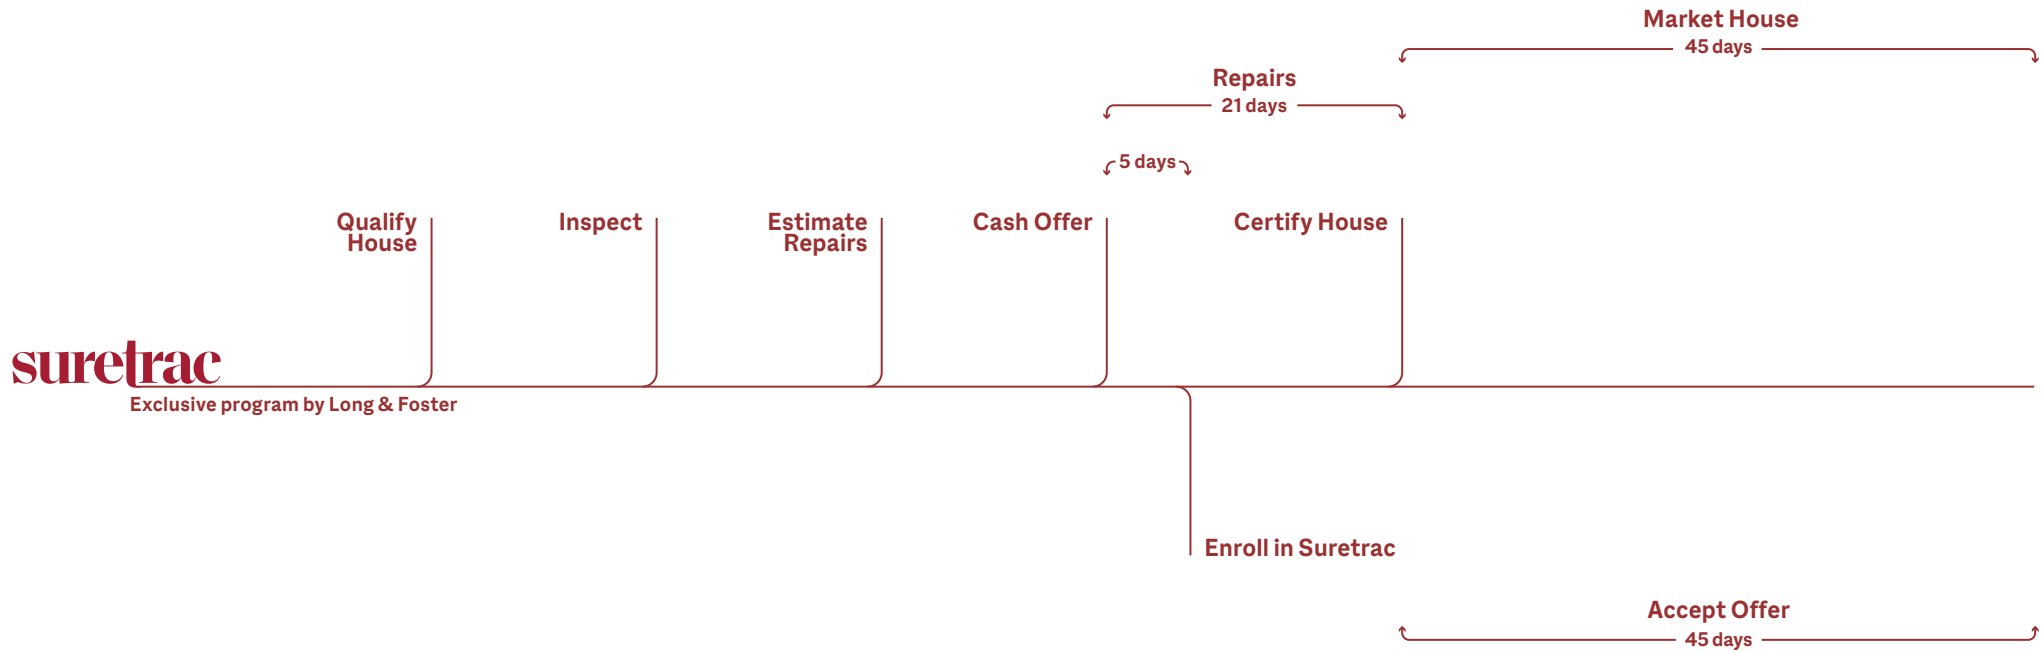 Market House
45 days
Repairs
21 days
5 days
Qualify
House
Inspect
Estimate
Repairs
Cash Offer
Certify House
suretrac
Exclusive program by Long & Foster
Enroll in Suretrac
Accept Offer
45 days